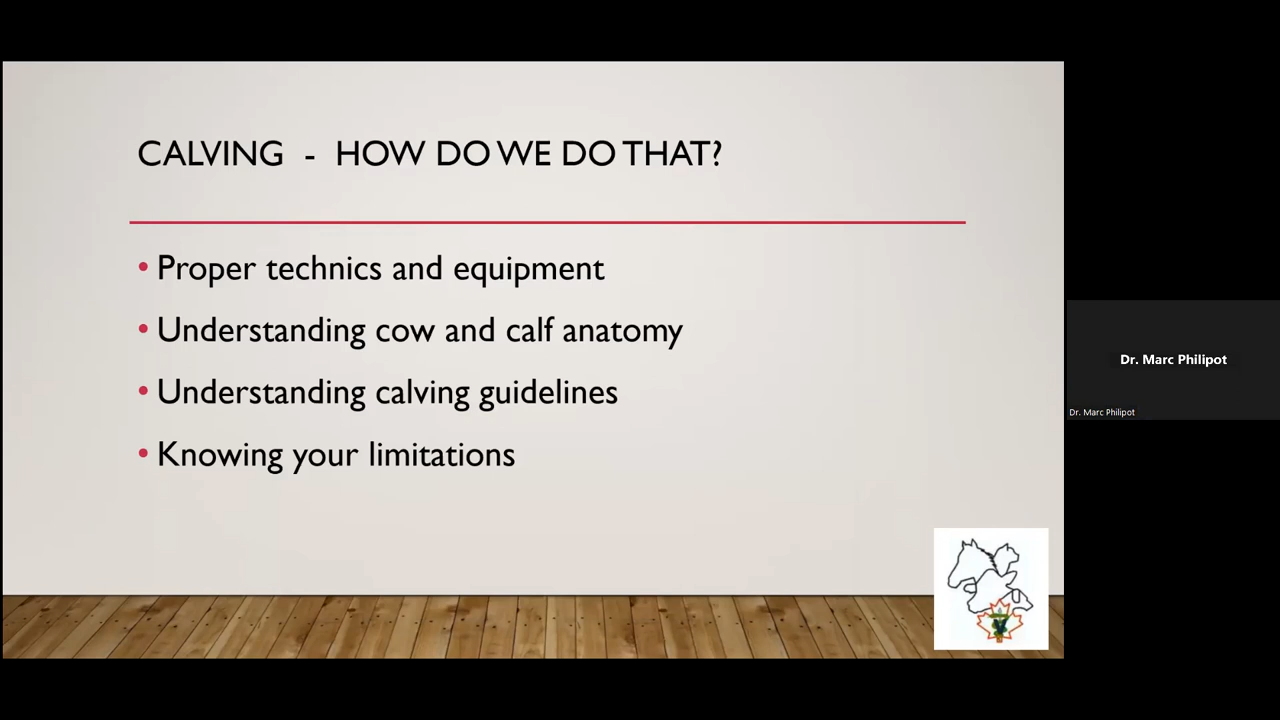 CALVING - HOW DO WE DO THAT?
• Proper technics and equipment
• Understanding cow and calf anatomy
• Understanding calving guidelines
• Knowing your limitations
Dr. Marc Philipot
Dr. Marc Philipot